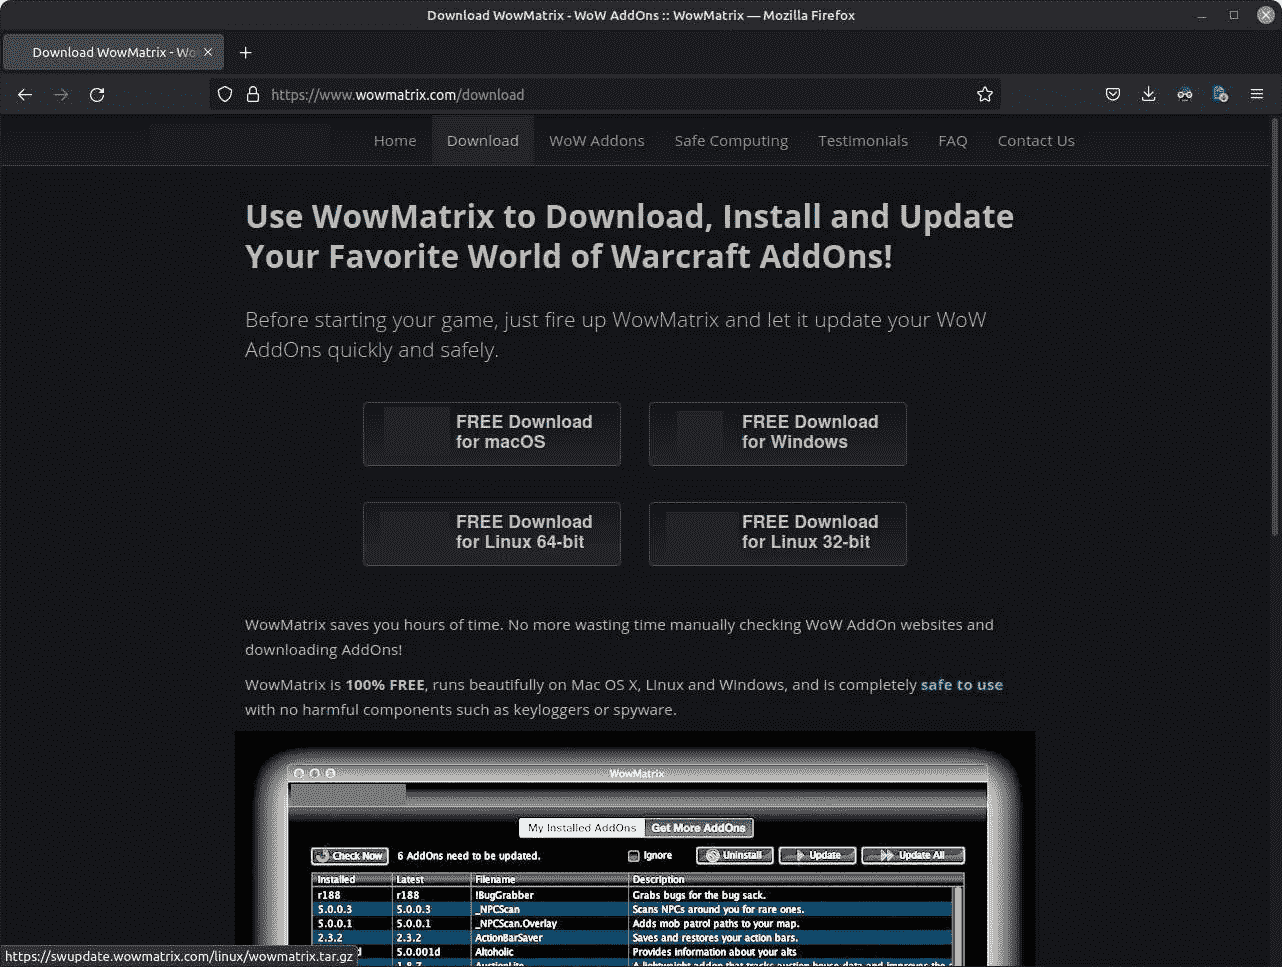 Download WowMatrix - WoW AddOns :: WowMatrix — Mozilla Firefox
Download WowMatrix - Wo
https://www.wowmatrix.com/download
Home Download WoW Addons Safe Computing Testimonials FAQ Contact Us
Use WowMatrix to Download, Install and Update
Your Favorite World of Warcraft AddOns!
Before starting your game, just fire up WowMatrix and let it update your WoW
AddOns quickly and safely.
FREE Download
for macOS
FREE Download
for Windows
FREE Download
for Linux 64-bit
FREE Download
for Linux 32-bit
WowMatrix saves you hours of time. No more wasting time manually checking WoW AddOn websites and
downloading AddOns!
WowMatrix is 100% FREE, runs beautifully on Mac OS X, Linux and Windows, and is completely safe to use
with no harmful components such as keyloggers or spyware.
WowMatrix
My Installed AddOns Get More AddOns
Check Now 6 AddOns need to be updated. Ignore Uninstall Update Update All
Installed Latest Filename Description
r188 r188 !BugGrabber Grabs bugs for the bug sack.
5.0.0.3 5.0.0.3 _NPCScan Scans NPCs around you for rare ones.
5.0.0.1 5.0.0.1 _NPCScan.Overlay Adds mob patrol paths to your map.
2.3.2 2.3.2 ActionBarSaver Saves and restores your action bars.
5.0.001d Altoholic Provides information about your alts
https://swupdate.wowmatrix.com/linux/wowmatrix.tar.gz